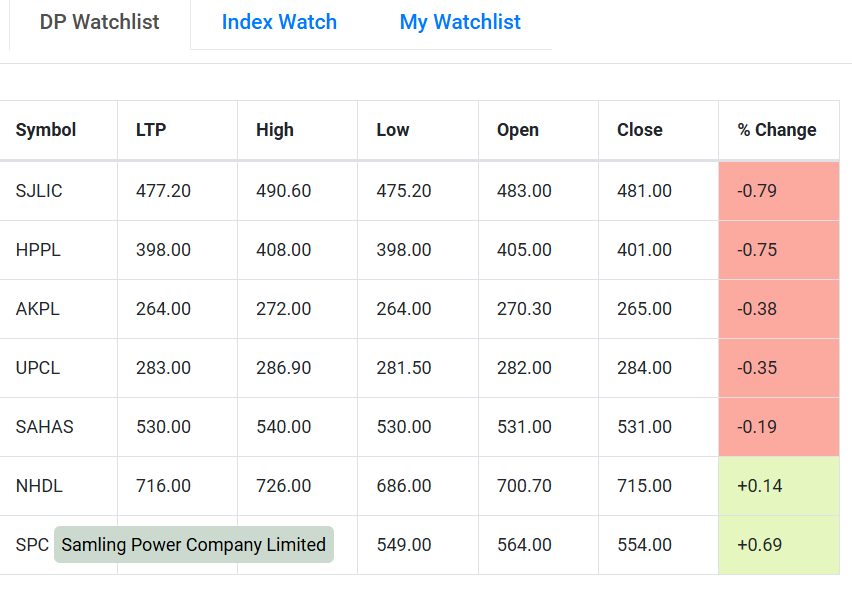 DP Watchlist Index Watch My Watchlist
Symbol LTP High Low Open Close % Change
SJLIC 477.20 490.60 475.20 483.00 481.00 -0.79
HPPL 398.00 408.00 398.00 405.00 401.00 -0.75
AKPL 264.00 272.00 264.00 270.30 265.00 -0.38
UPCL 283.00 286.90 281.50 282.00 284.00 -0.35
SAHAS 530.00 540.00 530.00 531.00 531.00 -0.19
NHDL 716.00 726.00 686.00 700.70 715.00 +0.14
SPC Samling Power Company Limited 549.00 564.00 554.00 +0.69